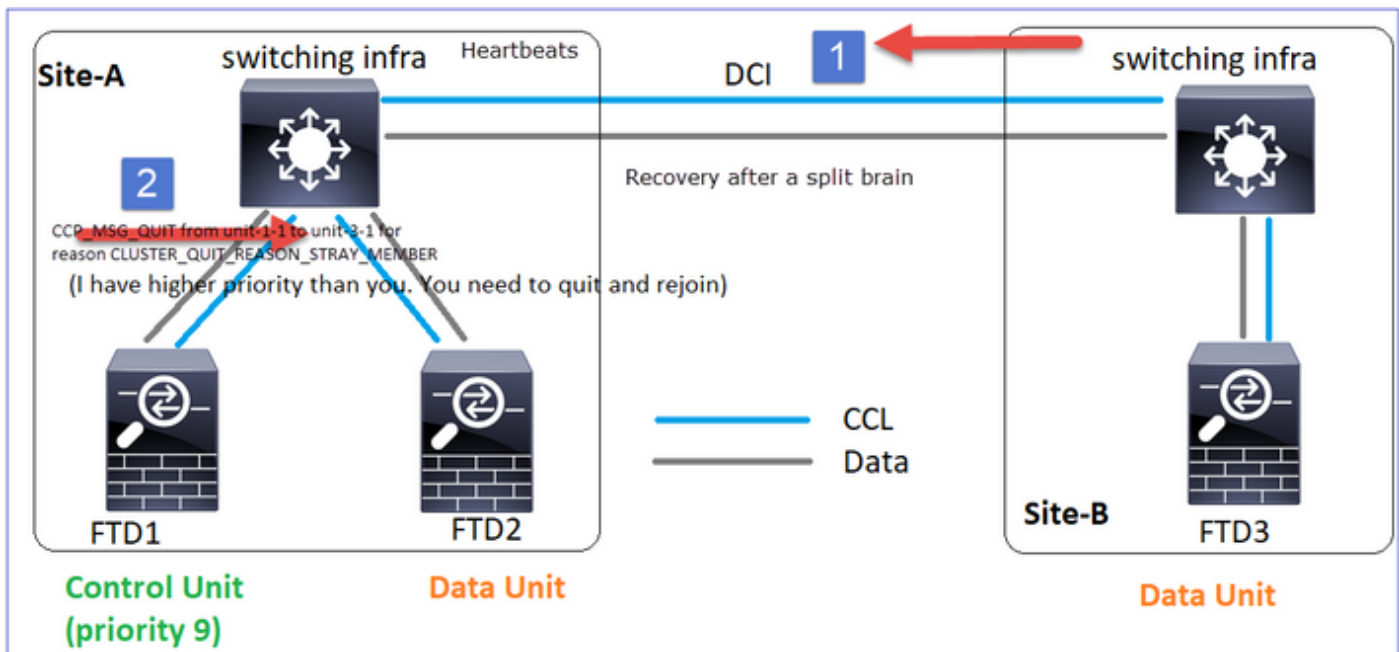 Site-A
switching infra
Heartbeats
DCI
1
switching infra
2
Recovery after a split brain
CCP_MSG_QUIT from unit-1-1 to unit-3-1 for
reason CLUSTER_QUIT_REASON_STRAY_MEMBER
(I have higher priority than you. You need to quit and rejoin)
CCL
Data
FTD1
FTD2
Site-B
FTD3
Control Unit
(priority 9)
Data Unit
Data Unit